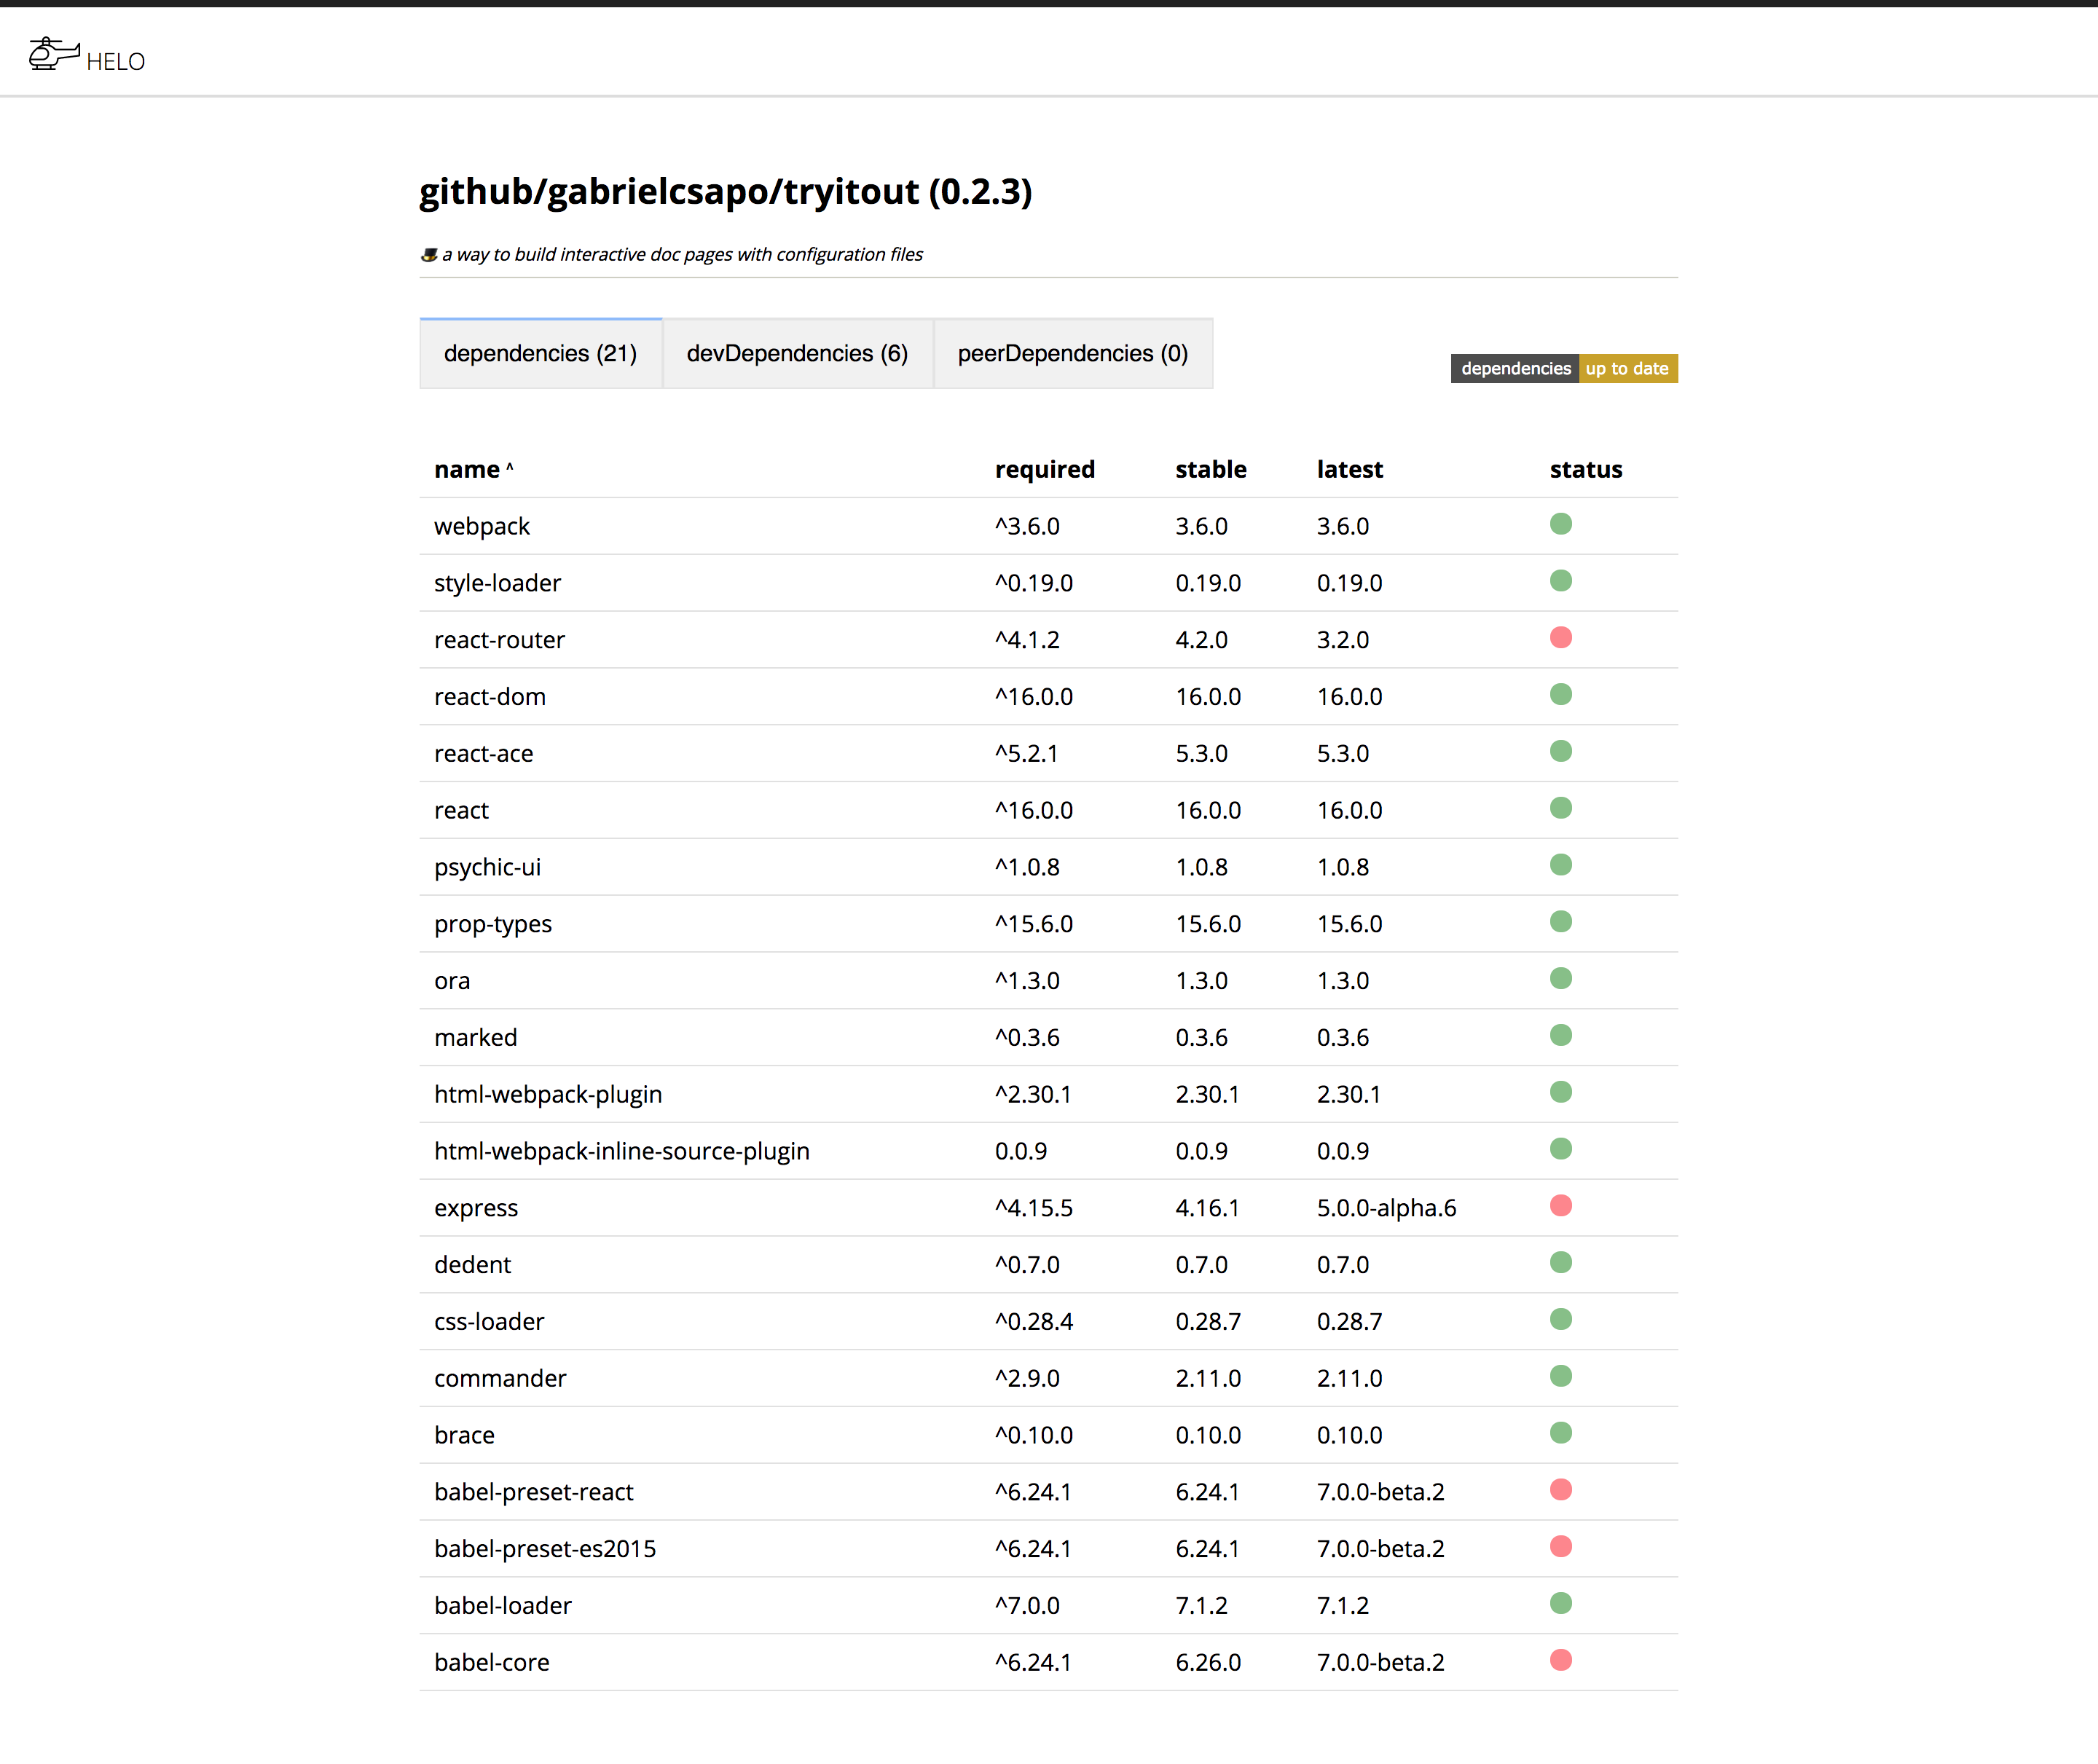 HELO
github/gabrielcsapo/tryitout (0.2.3)
🎩 a way to build interactive doc pages with configuration files
dependencies (21) devDependencies (6) peerDependencies (0)
dependencies up to date
name ^ required stable latest status
webpack ^3.6.0 3.6.0 3.6.0
style-loader ^0.19.0 0.19.0 0.19.0
react-router ^4.1.2 4.2.0 3.2.0
react-dom ^16.0.0 16.0.0 16.0.0
react-ace ^5.2.1 5.3.0 5.3.0
react ^16.0.0 16.0.0 16.0.0
psychic-ui ^1.0.8 1.0.8 1.0.8
prop-types ^15.6.0 15.6.0 15.6.0
ora ^1.3.0 1.3.0 1.3.0
marked ^0.3.6 0.3.6 0.3.6
html-webpack-plugin ^2.30.1 2.30.1 2.30.1
html-webpack-inline-source-plugin 0.0.9 0.0.9 0.0.9
express ^4.15.5 4.16.1 5.0.0-alpha.6
dedent ^0.7.0 0.7.0 0.7.0
css-loader ^0.28.4 0.28.7 0.28.7
commander ^2.9.0 2.11.0 2.11.0
brace ^0.10.0 0.10.0 0.10.0
babel-preset-react ^6.24.1 6.24.1 7.0.0-beta.2
babel-preset-es2015 ^6.24.1 6.24.1 7.0.0-beta.2
babel-loader ^7.0.0 7.1.2 7.1.2
babel-core ^6.24.1 6.26.0 7.0.0-beta.2